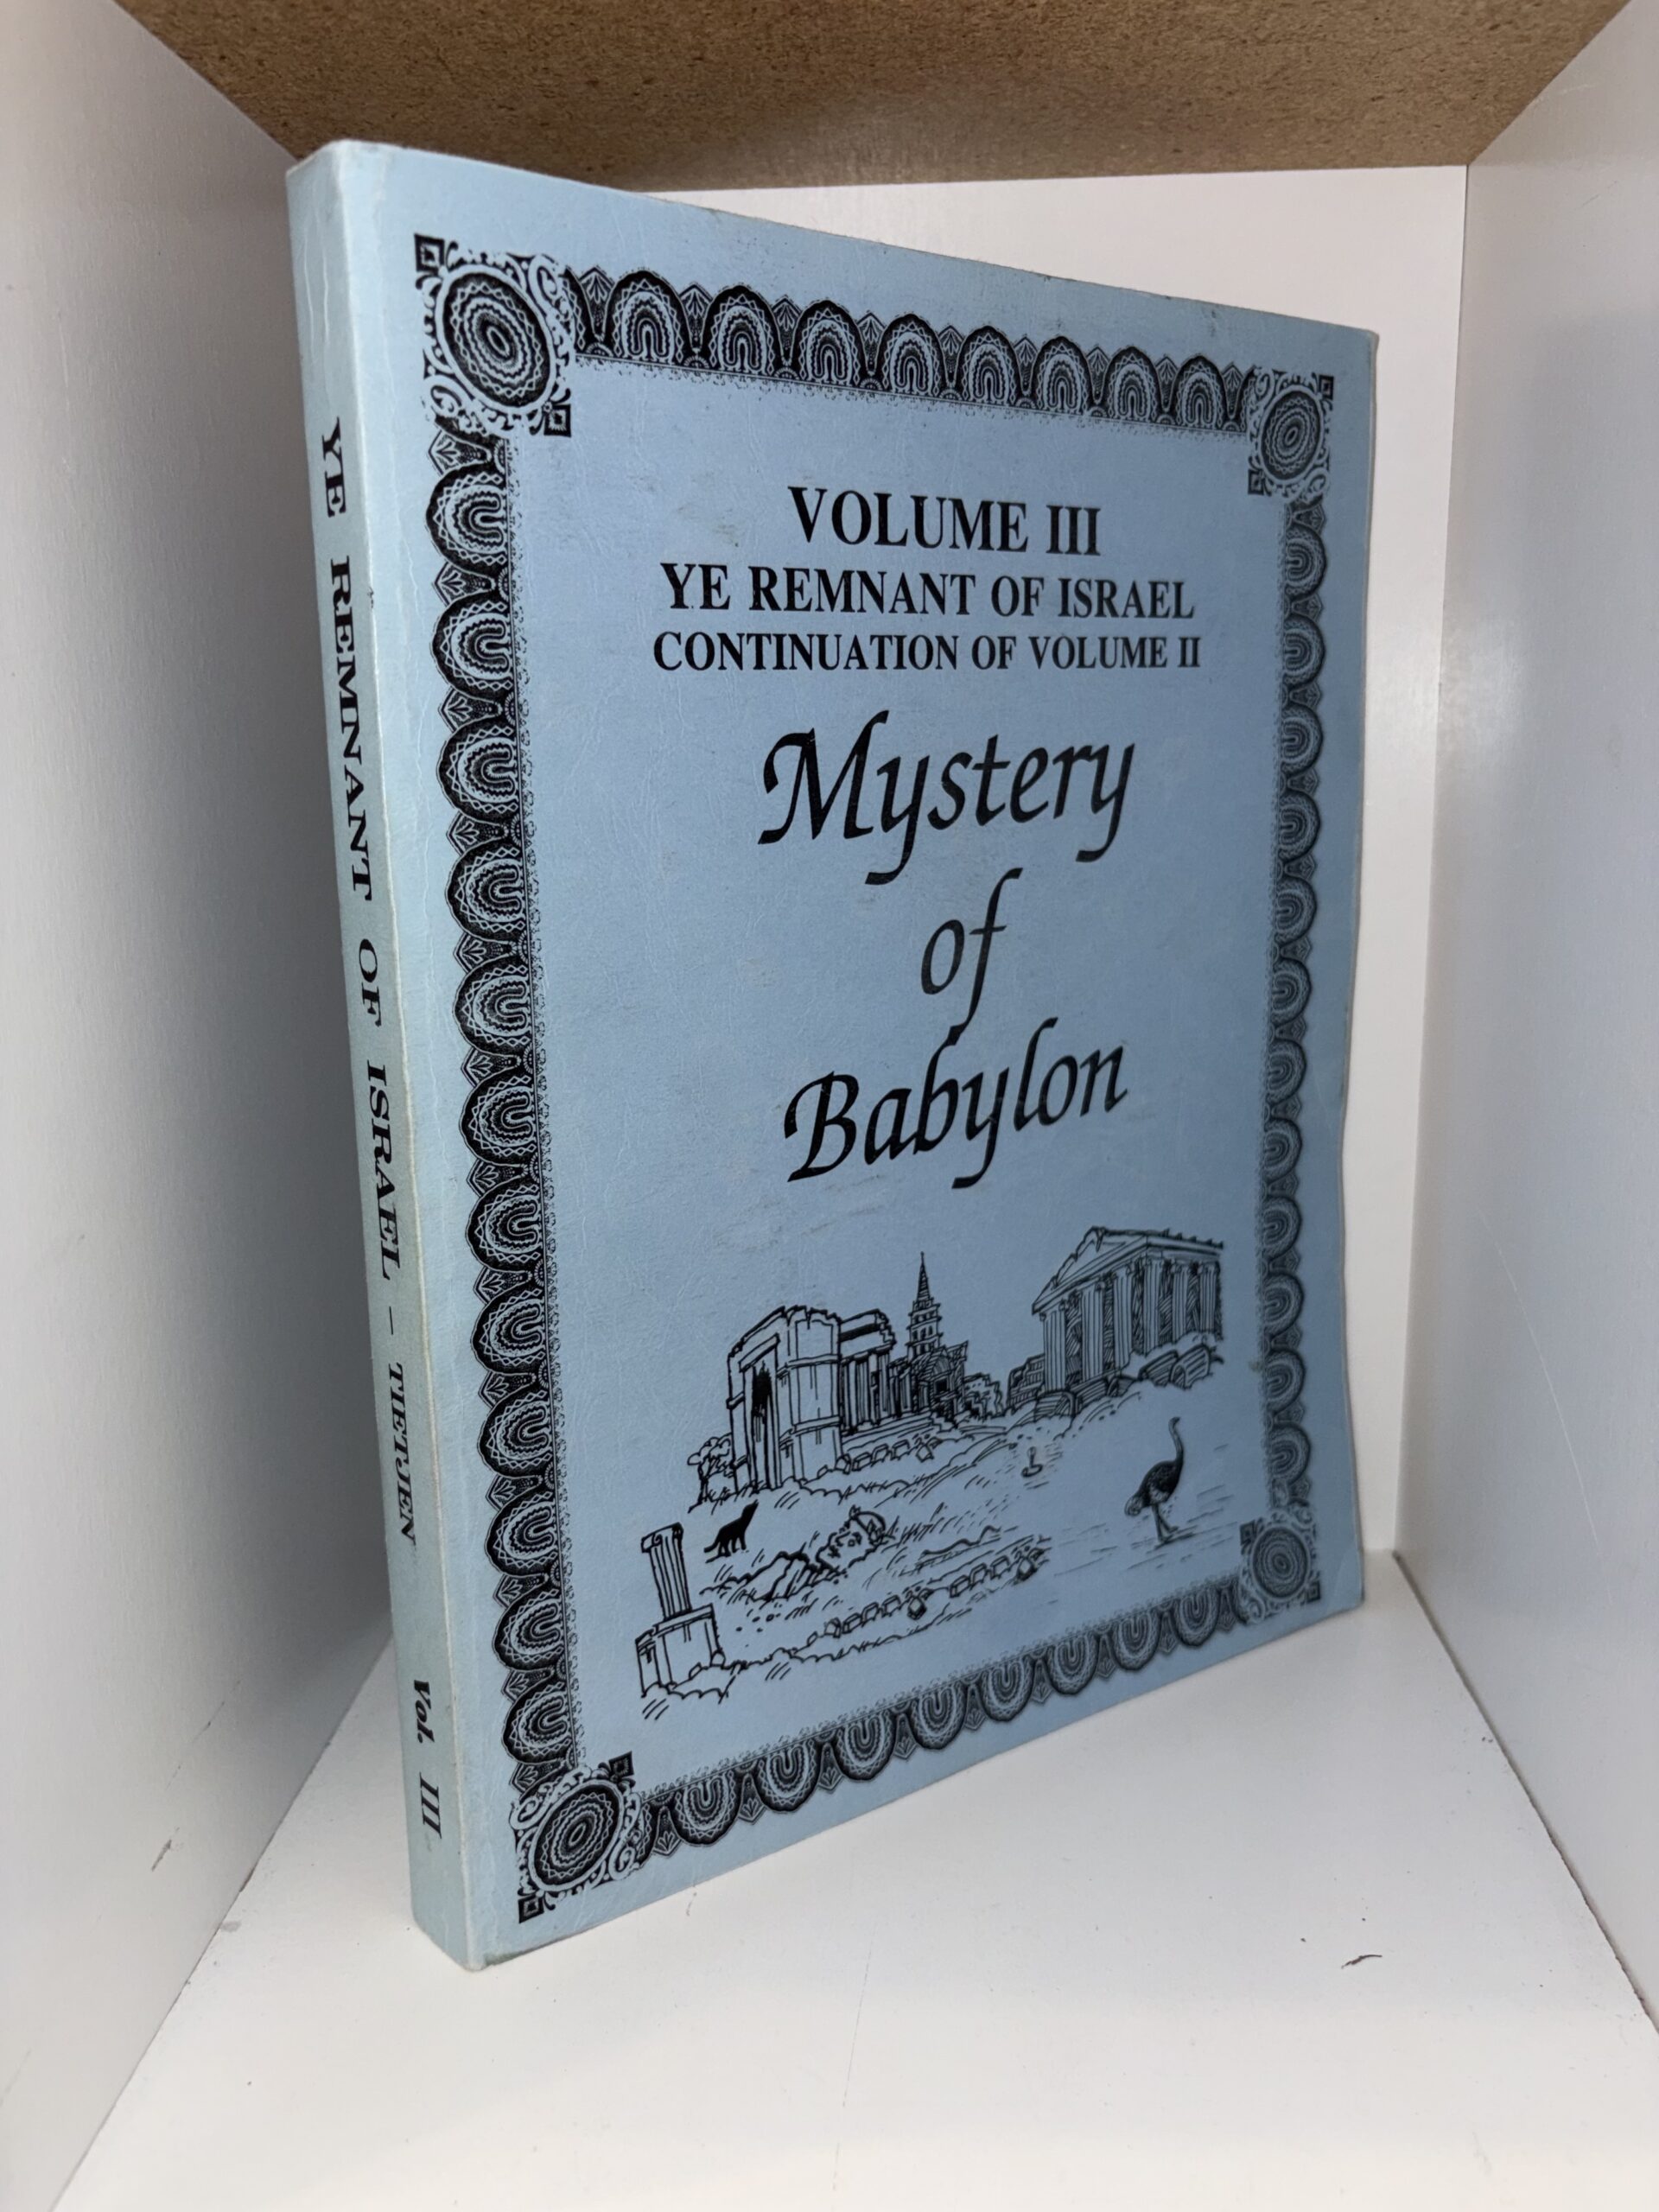 VOLUME III
YE REMNANT OF ISRAEL
CONTINUATION OF VOLUME II
Mystery
of
Babylon
YE REMNANT OF ISRAEL – TIETJEN Vol. III